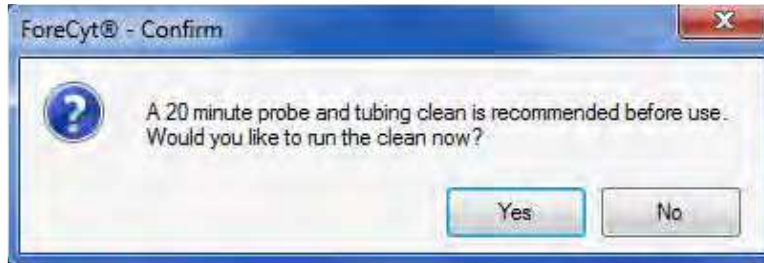 ForeCyt® - Confirm
A 20 minute probe and tubing clean is recommended before use.
Would you like to run the clean now?
Yes No